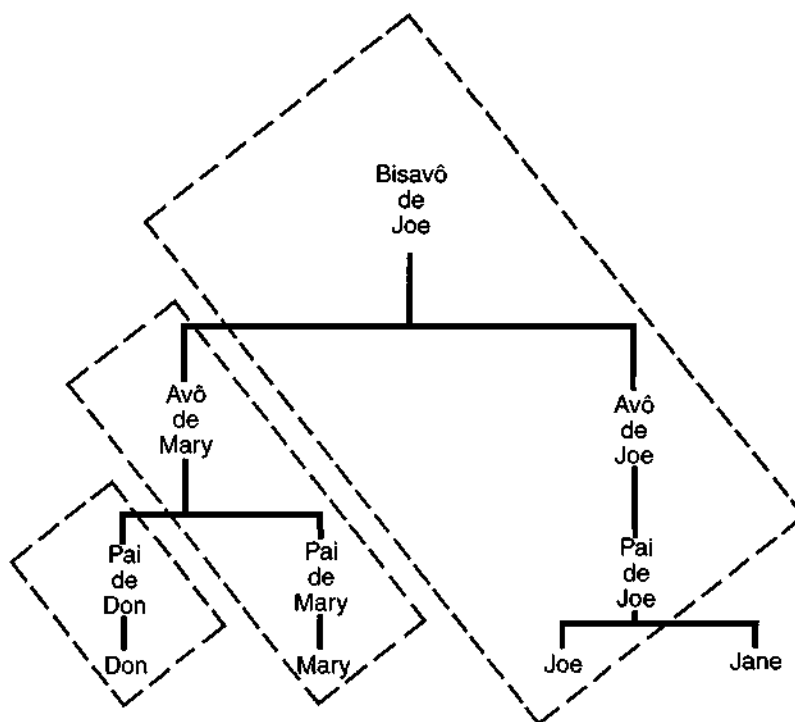 Bisavô
de
Joe
Avô
de
Mary
Avô
de
Joe
Pai
de
Don
Pai
de
Mary
Pai
de
Joe
Don
Mary
Joe
Jane